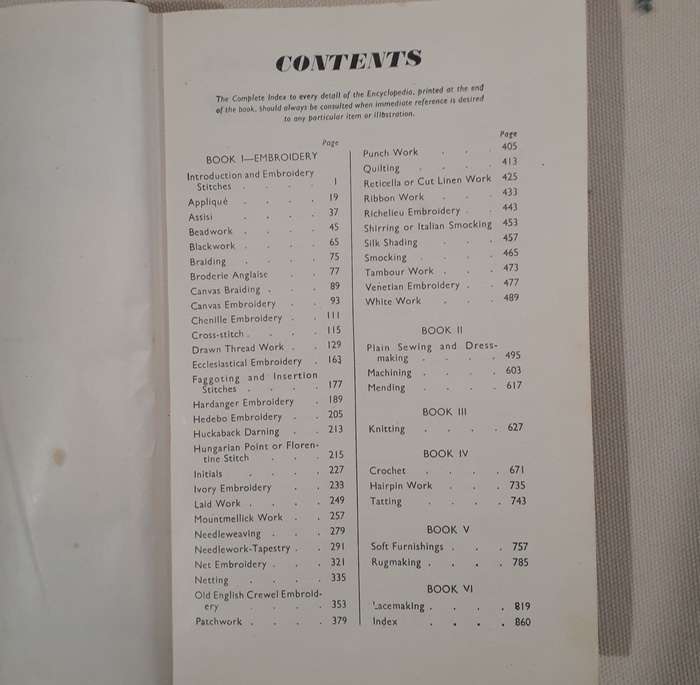 CONTENTS
The Complete Index to every detail of the Encyclopedia, printed at the end
of the book, should always be consulted when immediate reference is desired
to any particular item or illustration.
Page
BOOK I—EMBROIDERY
Introduction and Embroidery
Stitches . . . . 1
Appliqué . . . . 19
Assisi . . . . 37
Beadwork . . . . 45
Blackwork . . . . 65
Braiding . . . . 75
Broderie Anglaise . . 77
Canvas Braiding . . . 89
Canvas Embroidery . . 93
Chenille Embroidery . . 111
Cross-stitch . . . . 115
Drawn Thread Work . . 129
Ecclesiastical Embroidery . 163
Faggoting and Insertion
Stitches . . . . 177
Hardanger Embroidery . 189
Hedebo Embroidery . . 205
Huckaback Darning . . 213
Hungarian Point or Floren-
tine Stitch . . . 215
Initials . . . . 227
Ivory Embroidery . . 233
Laid Work . . . . 249
Mountmellick Work . . 257
Needleweaving . . . 279
Needlework-Tapestry . . 291
Net Embroidery . . . 321
Netting . . . . 335
Old English Crewel Embroid-
ery . . . 353
Patchwork . . . . 379
Page
Punch Work . . . 405
Quilting . . . . 413
Reticella or Cut Linen Work 425
Ribbon Work . . . 433
Richelieu Embroidery . . 443
Shirring or Italian Smocking 453
Silk Shading . . . 457
Smocking . . . . 465
Tambour Work . . . 473
Venetian Embroidery . . 477
White Work . . . 489
BOOK II
Plain Sewing and Dress-
making . . . . 495
Machining . . . . 603
Mending . . . . 617
BOOK III
Knitting . . . . 627
BOOK IV
Crochet . . . . 671
Hairpin Work . . . 735
Tatting . . . . 743
BOOK V
Soft Furnishings . . . 757
Rugmaking . . . . 785
BOOK VI
Lacemaking . . . . 819
Index . . . . 860